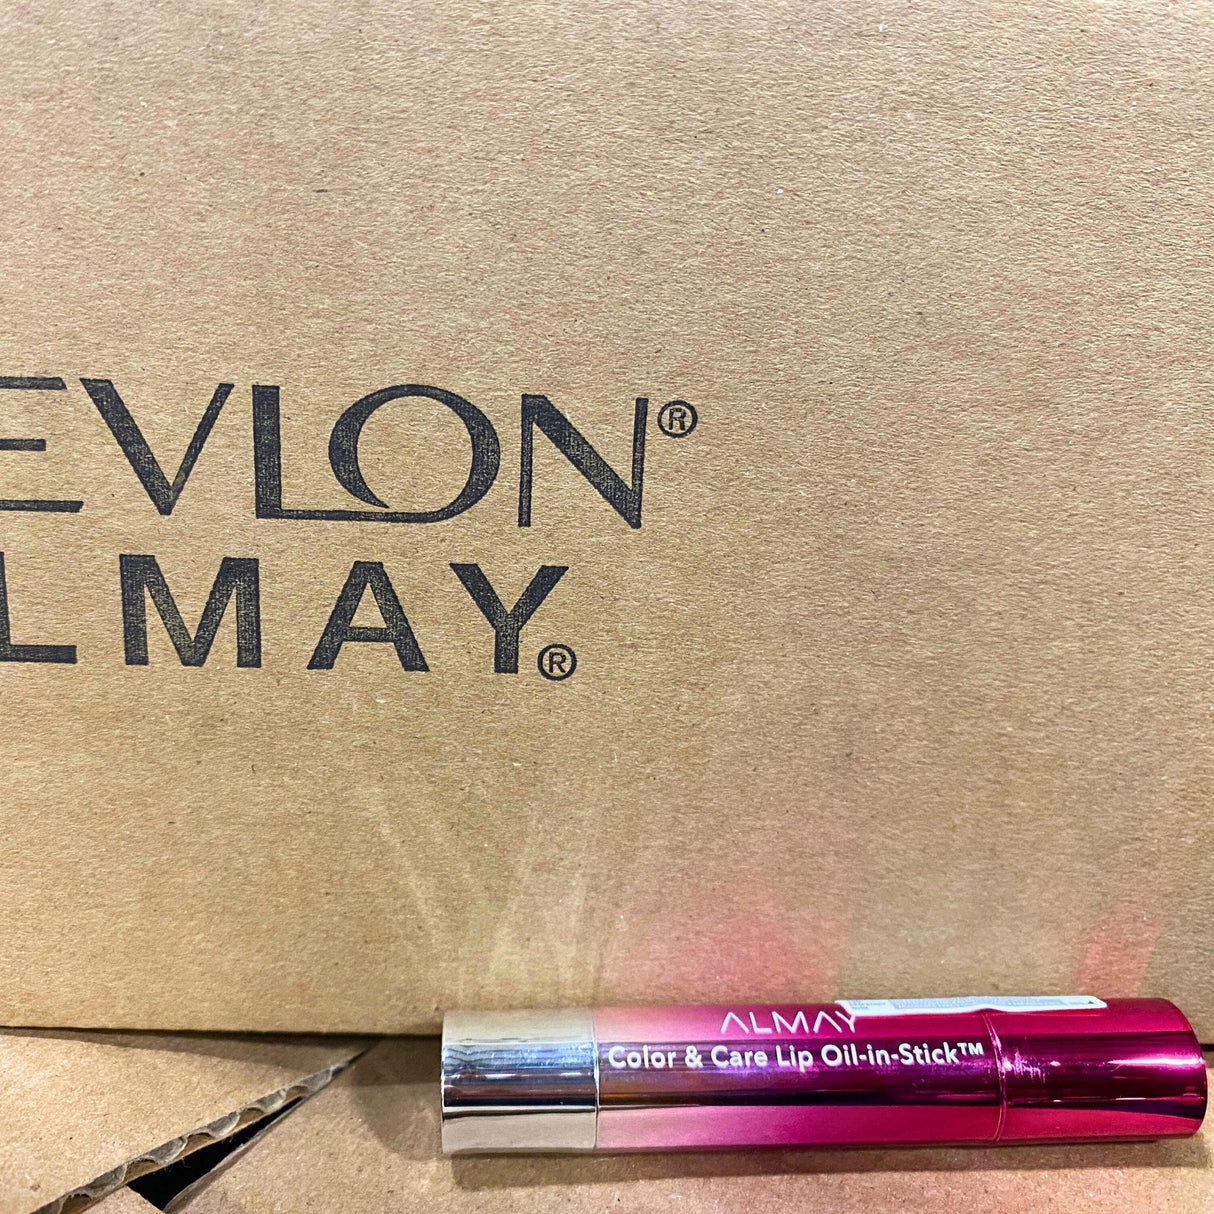 EVLON®
LMAY®
ALMAY
Color & Care Lip Oil-in-Stick™